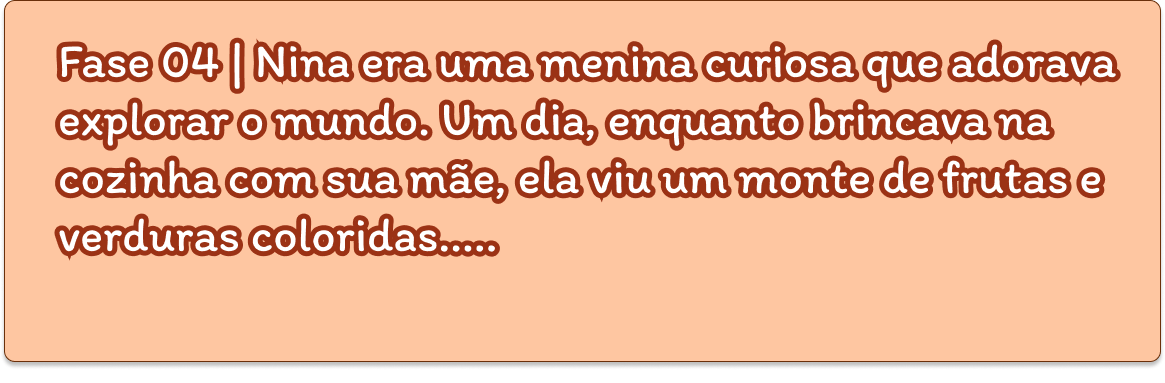 Fase 04 | Nina era uma menina curiosa que adorava
explorar o mundo. Um dia, enquanto brincava na
cozinha com sua mãe, ela viu um monte de frutas e
verduras coloridas.....